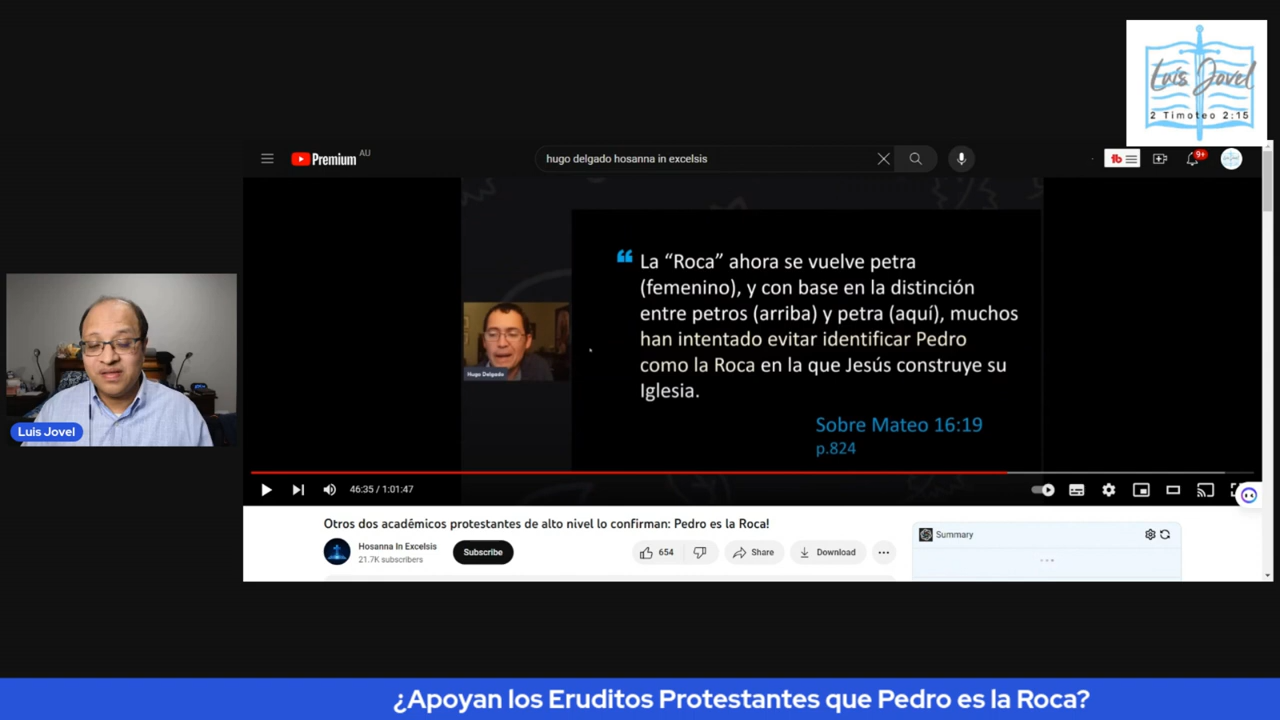 Luis Jovel
2 Timoteo 2:15
Premium AU
hugo delgado hosanna in excelsis
9+
La “Roca” ahora se vuelve petra
(femenino), y con base en la distinción
entre petros (arriba) y petra (aquí), muchos
han intentado evitar identificar Pedro
como la Roca en la que Jesús construye su
Iglesia.
Sobre Mateo 16:19
p.824
Hugo Delgado
Luis Jovel
46:35 / 1:01:47
Otros dos académicos protestantes de alto nivel lo confirman: Pedro es la Roca!
Hosanna In Excelsis
21.7K subscribers
Subscribe
654
Share
Download
Summary
¿Apoyan los Eruditos Protestantes que Pedro es la Roca?